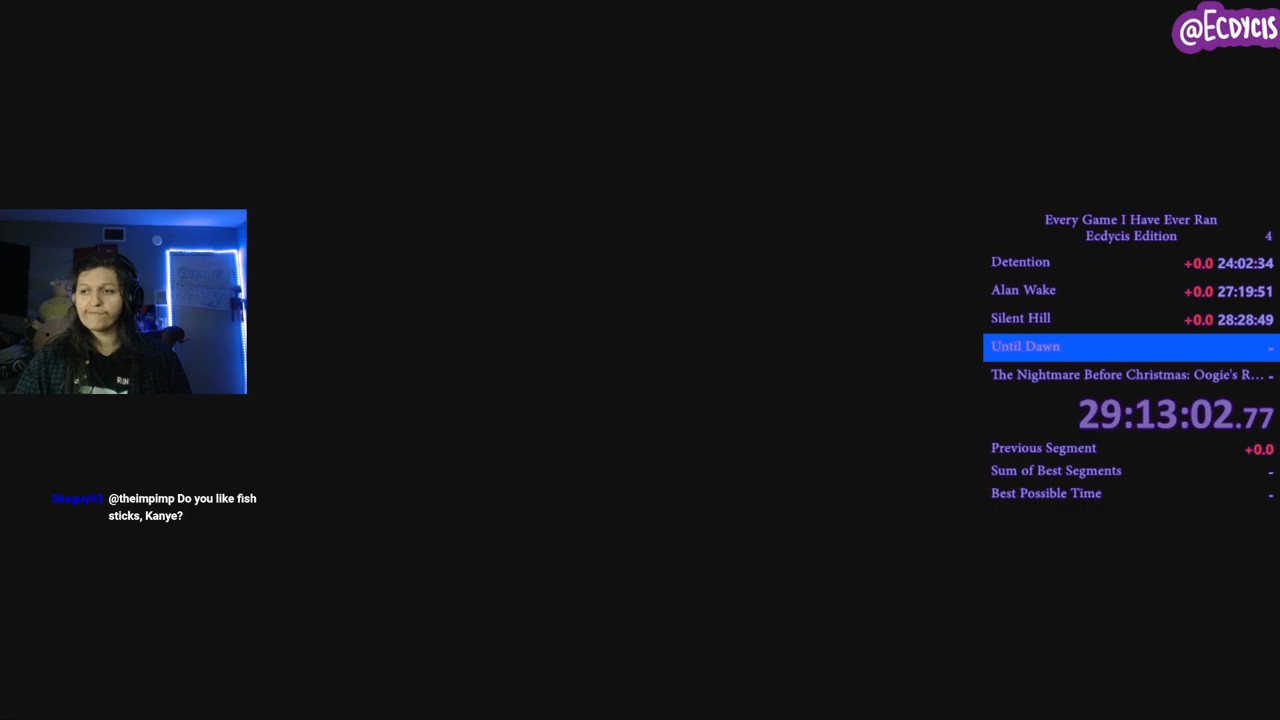 @ECDYCIS
Every Game I Have Ever Ran
Ecdycis Edition 4
Detention +0.0 24:02:34
Alan Wake +0.0 27:19:51
Silent Hill +0.0 28:28:49
Until Dawn -
The Nightmare Before Christmas: Oogie's R... -
29:13:02.77
Previous Segment +0.0
Sum of Best Segments -
Best Possible Time -
RUN
Skaguy93 @theimpimp Do you like fish
sticks, Kanye?